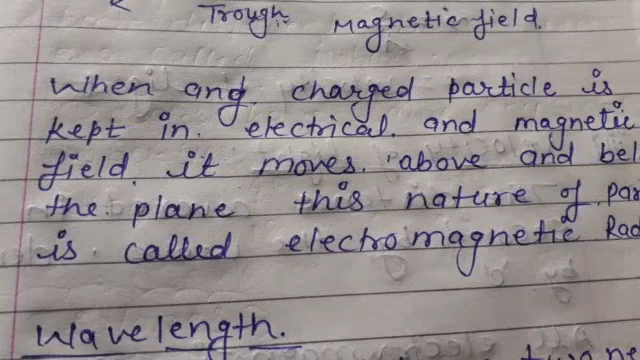 Trough. Magnetic field.
When and charged particle is
kept in. electrical. and magnetic
field. it moves. above and bel
the plane this nature of par
is called electromagnetic Rad
Wavelength.